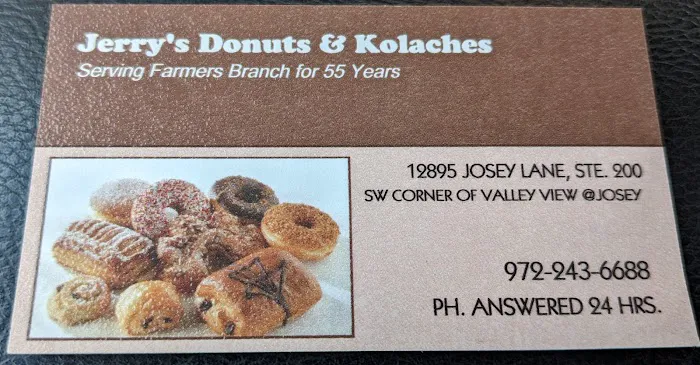 Jerry's Donuts & Kolaches
Serving Farmers Branch for 55 Years
12895 JOSEY LANE, STE. 200
SW CORNER OF VALLEY VIEW @JOSEY
972-243-6688
PH. ANSWERED 24 HRS.